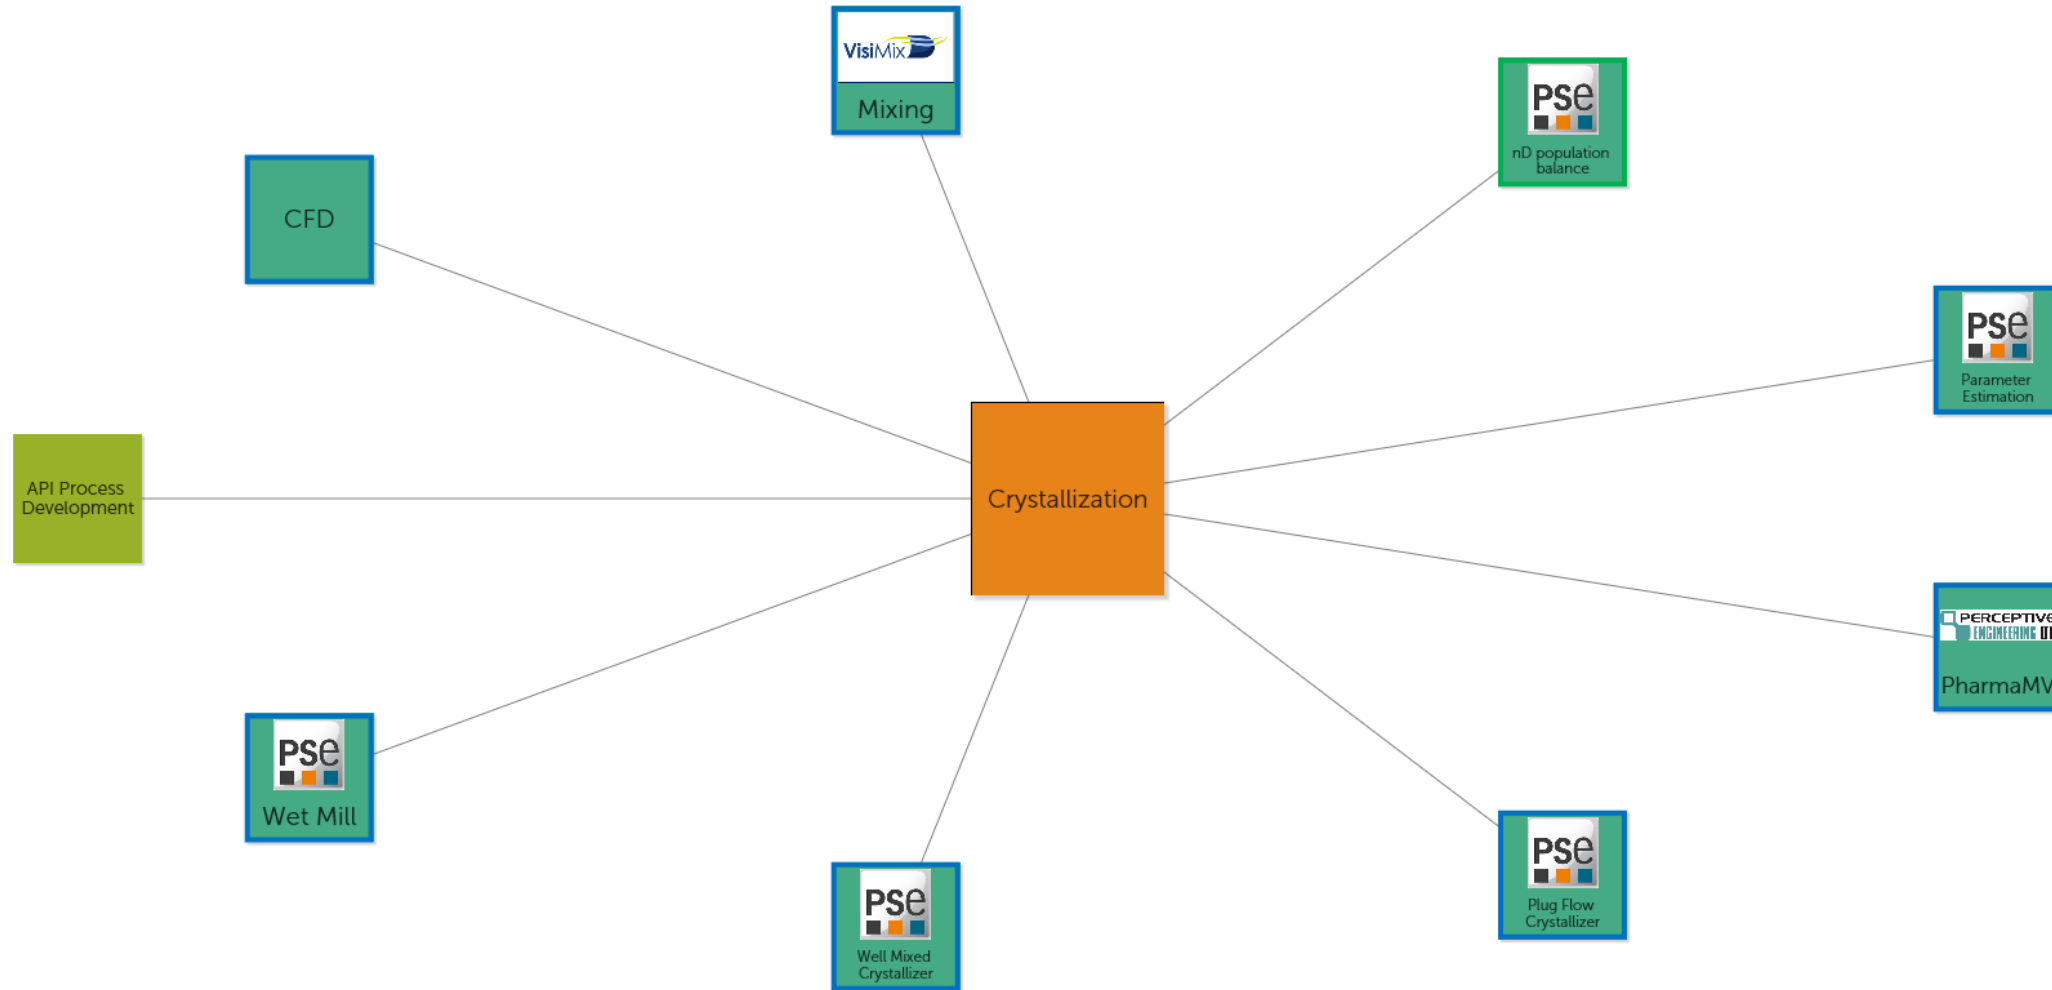 VisiMix
Mixing
PSe
nD population
balance
CFD
PSe
Parameter
Estimation
API Process
Development
Crystallization
PERCEPTIVE
ENGINEERING
PharmaMV
PSe
Wet Mill
PSe
Plug Flow
Crystallizer
PSe
Well Mixed
Crystallizer